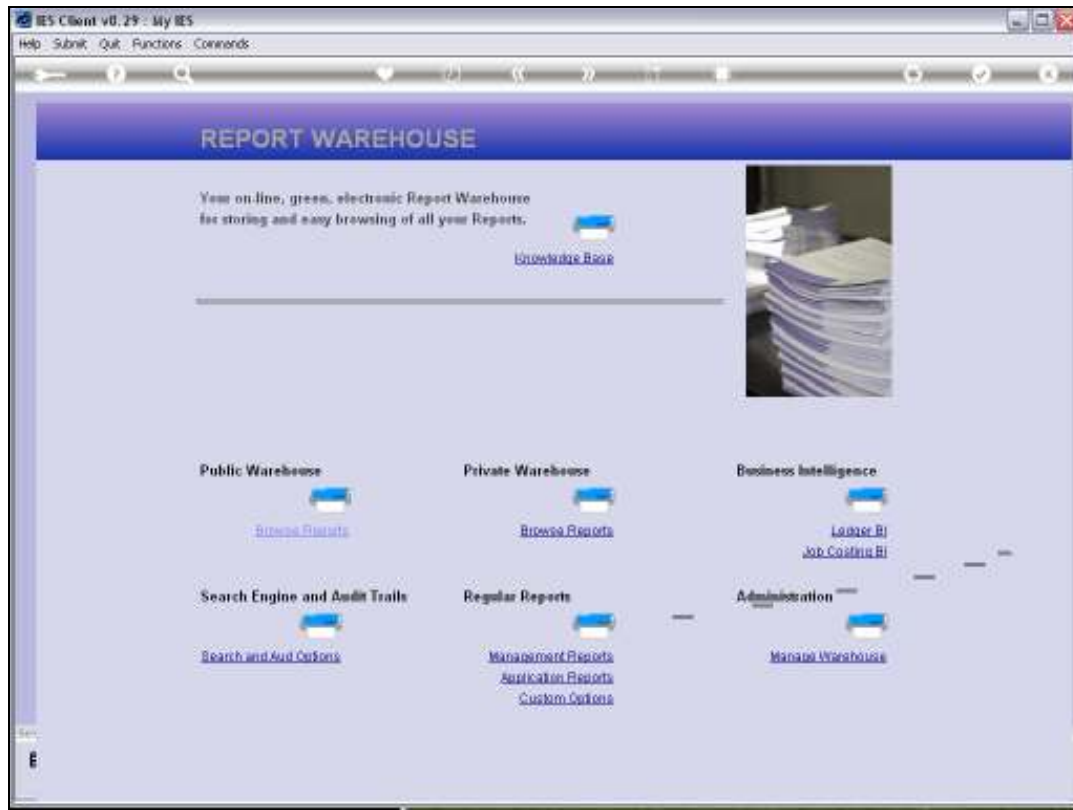 IES Client v0.29 : My IES
Help Submit Quit Functions Commands
REPORT WAREHOUSE
Your on-line, green, electronic Report Warehouse
for storing and easy browsing of all your Reports.
Knowledge Base
Public Warehouse Private Warehouse Business Intelligence
Browse Reports Browse Reports Ledger BI
Job Costing BI
Search Engine and Audit Trails Regular Reports Administration
Search and Aud Options Management Reports Manage Warehouse
Application Reports
Custom Options